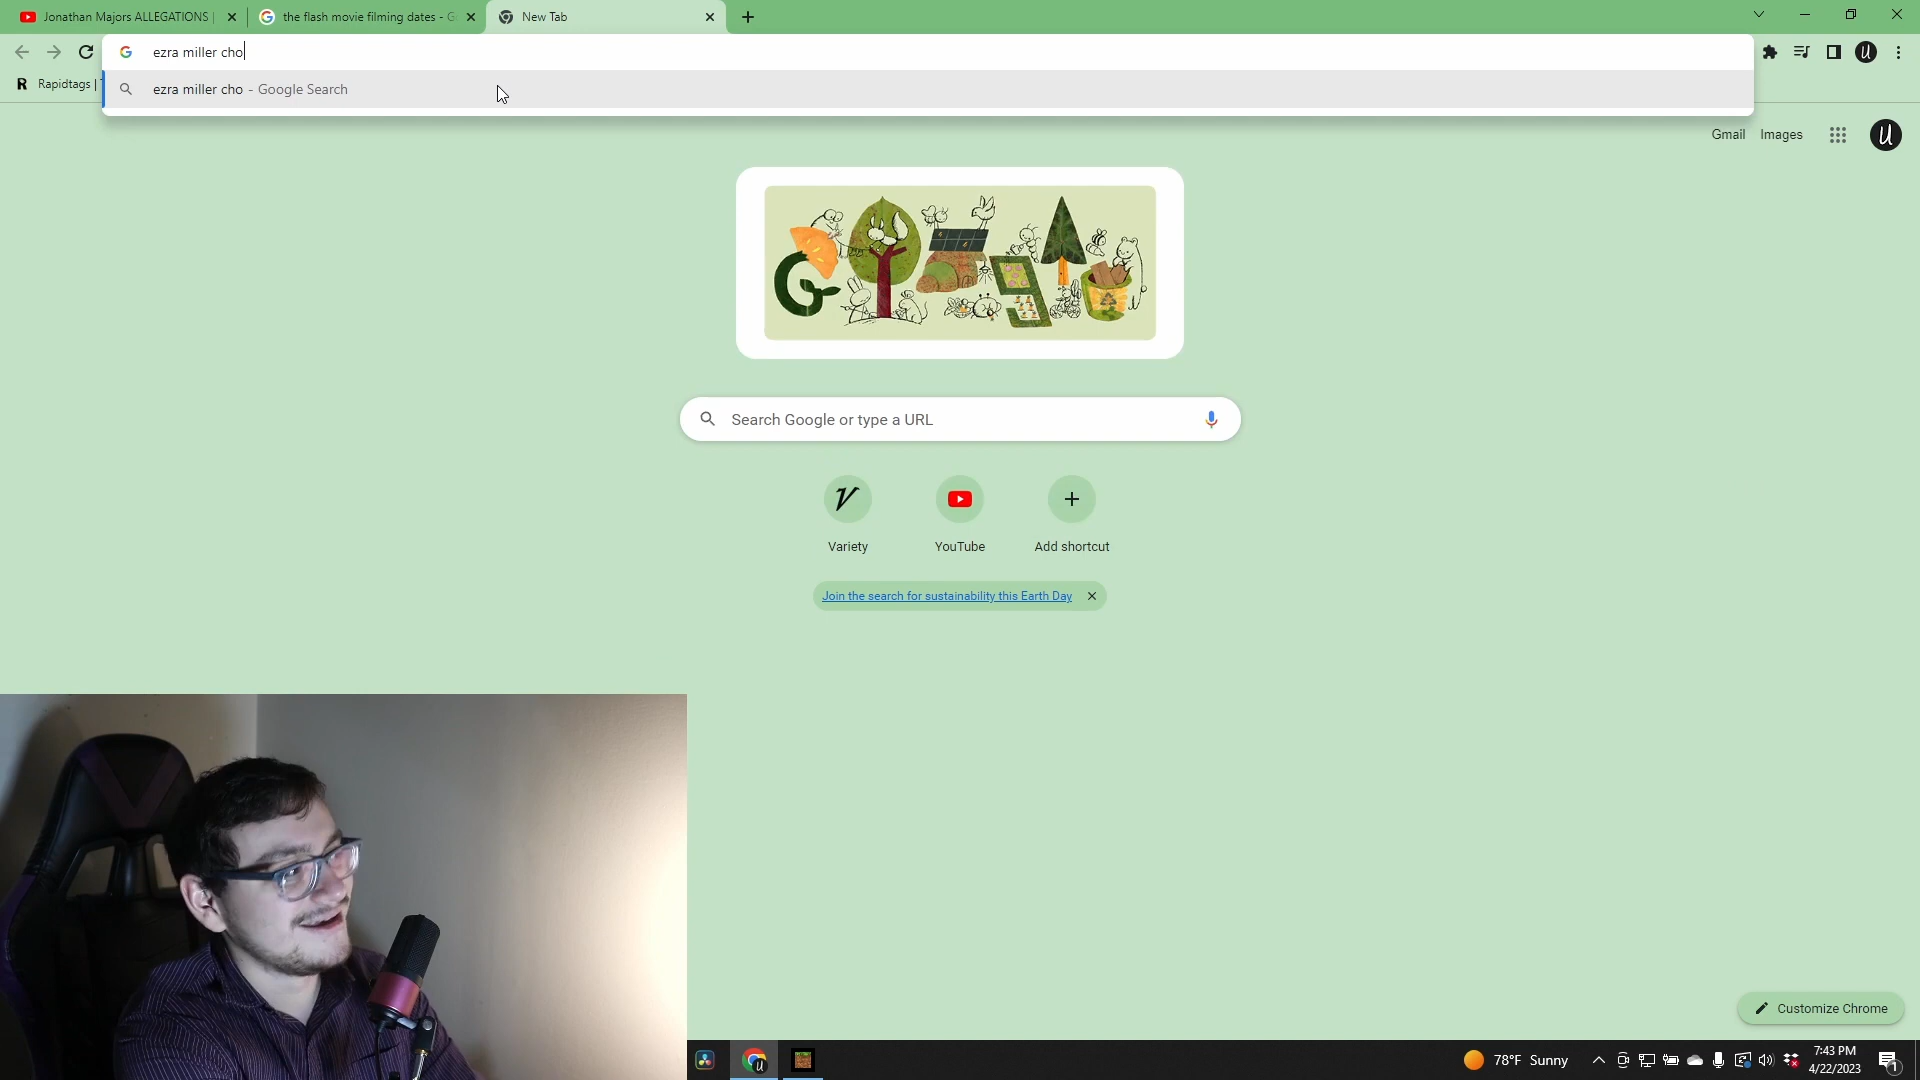 Jonathan Majors ALLEGATIONS |
the flash movie filming dates - G
New Tab
ezra miller cho
Rapidtags |
ezra miller cho - Google Search
Gmail Images
Search Google or type a URL
Variety YouTube Add shortcut
Join the search for sustainability this Earth Day
Customize Chrome
78°F Sunny
7:43 PM
4/22/2023
1